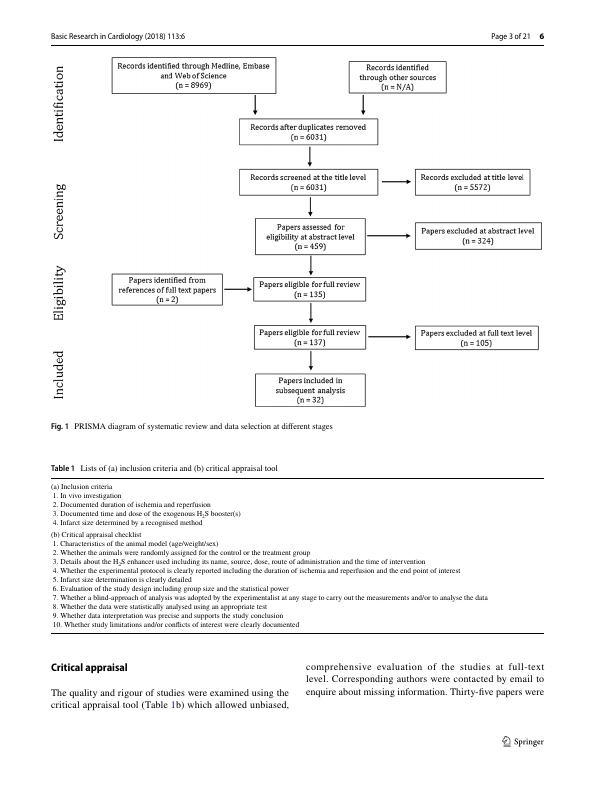 Basic Research in Cardiology (2018) 113:6
Page 3 of 21 6
Identification
Records identified through Medline, Embase
and Web of Science
(n = 8969)
Records identified
through other sources
(n = N/A)
Records after duplicates removed
(n = 6031)
Screening
Records screened at the title level
(n = 6031)
Records excluded at title level
(n = 5572)
Papers assessed for
eligibility at abstract level
(n = 459)
Papers excluded at abstract level
(n = 324)
Eligibility
Papers identified from
references of full text papers
(n = 2)
Papers eligible for full review
(n = 135)
Papers eligible for full review
(n = 137)
Papers excluded at full text level
(n = 105)
Included
Papers included in
subsequent analysis
(n = 32)
Fig. 1 PRISMA diagram of systematic review and data selection at different stages
Table 1 Lists of (a) inclusion criteria and (b) critical appraisal tool
(a) Inclusion criteria
1. In vivo investigation
2. Documented duration of ischemia and reperfusion
3. Documented time and dose of the exogenous H₂S booster(s)
4. Infarct size determined by a recognised method
(b) Critical appraisal checklist
1. Characteristics of the animal model (age/weight/sex)
2. Whether the animals were randomly assigned for the control or the treatment group
3. Details about the H₂S enhancer used including its name, source, dose, route of administration and the time of intervention
4. Whether the experimental protocol is clearly reported including the duration of ischemia and reperfusion and the end point of interest
5. Infarct size determination is clearly detailed
6. Evaluation of the study design including group size and the statistical power
7. Whether a blind-approach of analysis was adopted by the experimentalist at any stage to carry out the measurements and/or to analyse the data
8. Whether the data were statistically analysed using an appropriate test
9. Whether data interpretation was precise and supports the study conclusion
10. Whether study limitations and/or conflicts of interest were clearly documented
Critical appraisal
The quality and rigour of studies were examined using the
critical appraisal tool (Table 1b) which allowed unbiased,
comprehensive evaluation of the studies at full-text
level. Corresponding authors were contacted by email to
enquire about missing information. Thirty-five papers were
Springer